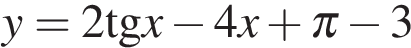 y = 2tgx − 4x + π − 3